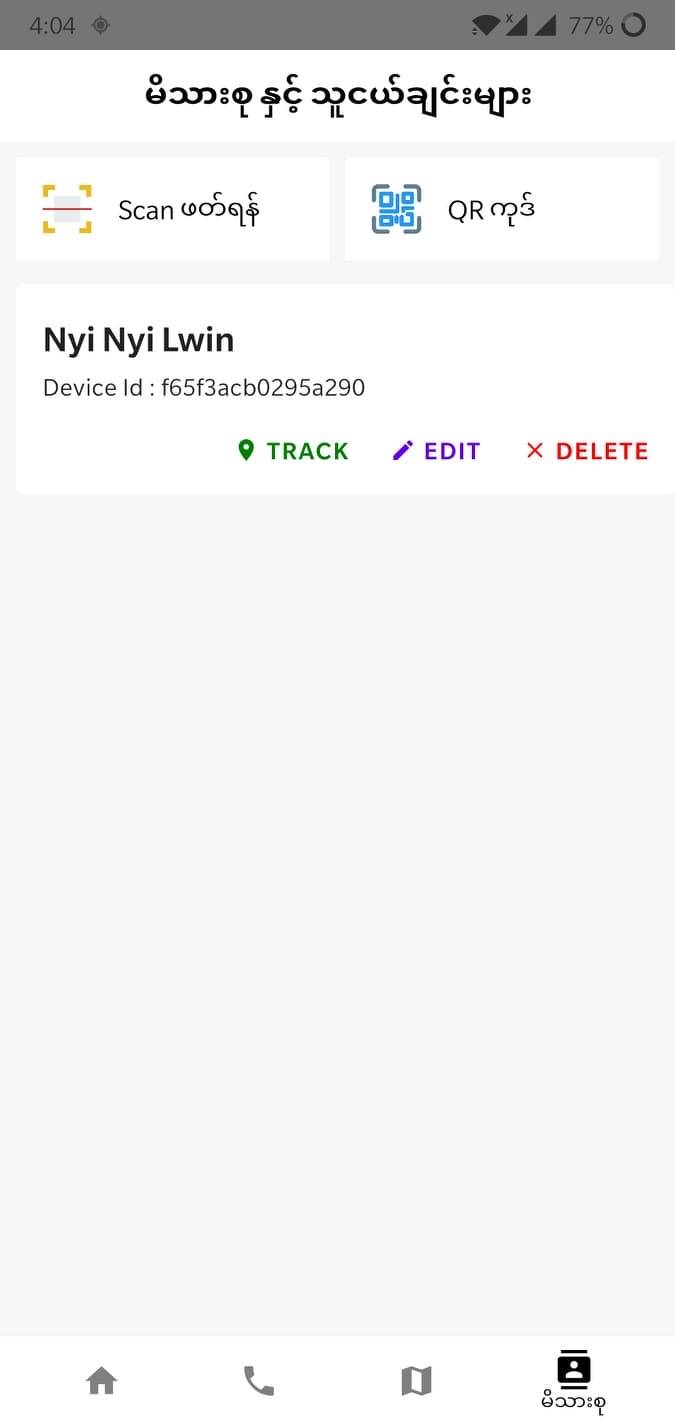 4:04
77%
မိသားစု နှင့် သူငယ်ချင်းများ
Scan ဖတ်ရန်
QR ကုဒ်
Nyi Nyi Lwin
Device Id : f65f3acb0295a290
TRACK EDIT DELETE
မိသားစု